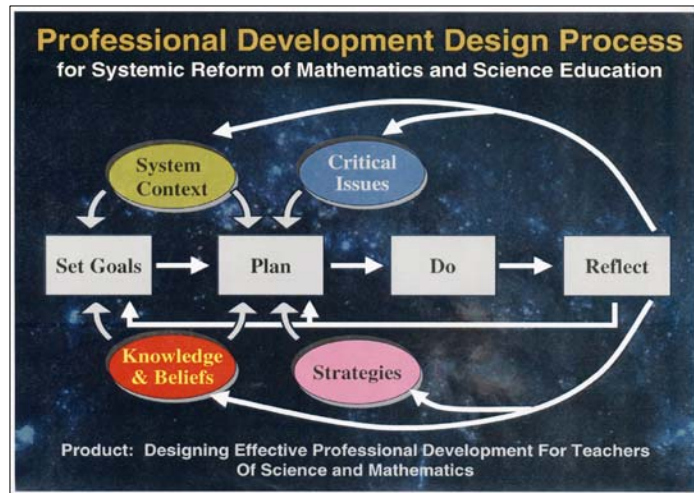 Professional Development Design Process
for Systemic Reform of Mathematics and Science Education
System
Context
Critical
Issues
Set Goals
Plan
Do
Reflect
Knowledge
& Beliefs
Strategies
Product: Designing Effective Professional Development For Teachers
Of Science and Mathematics